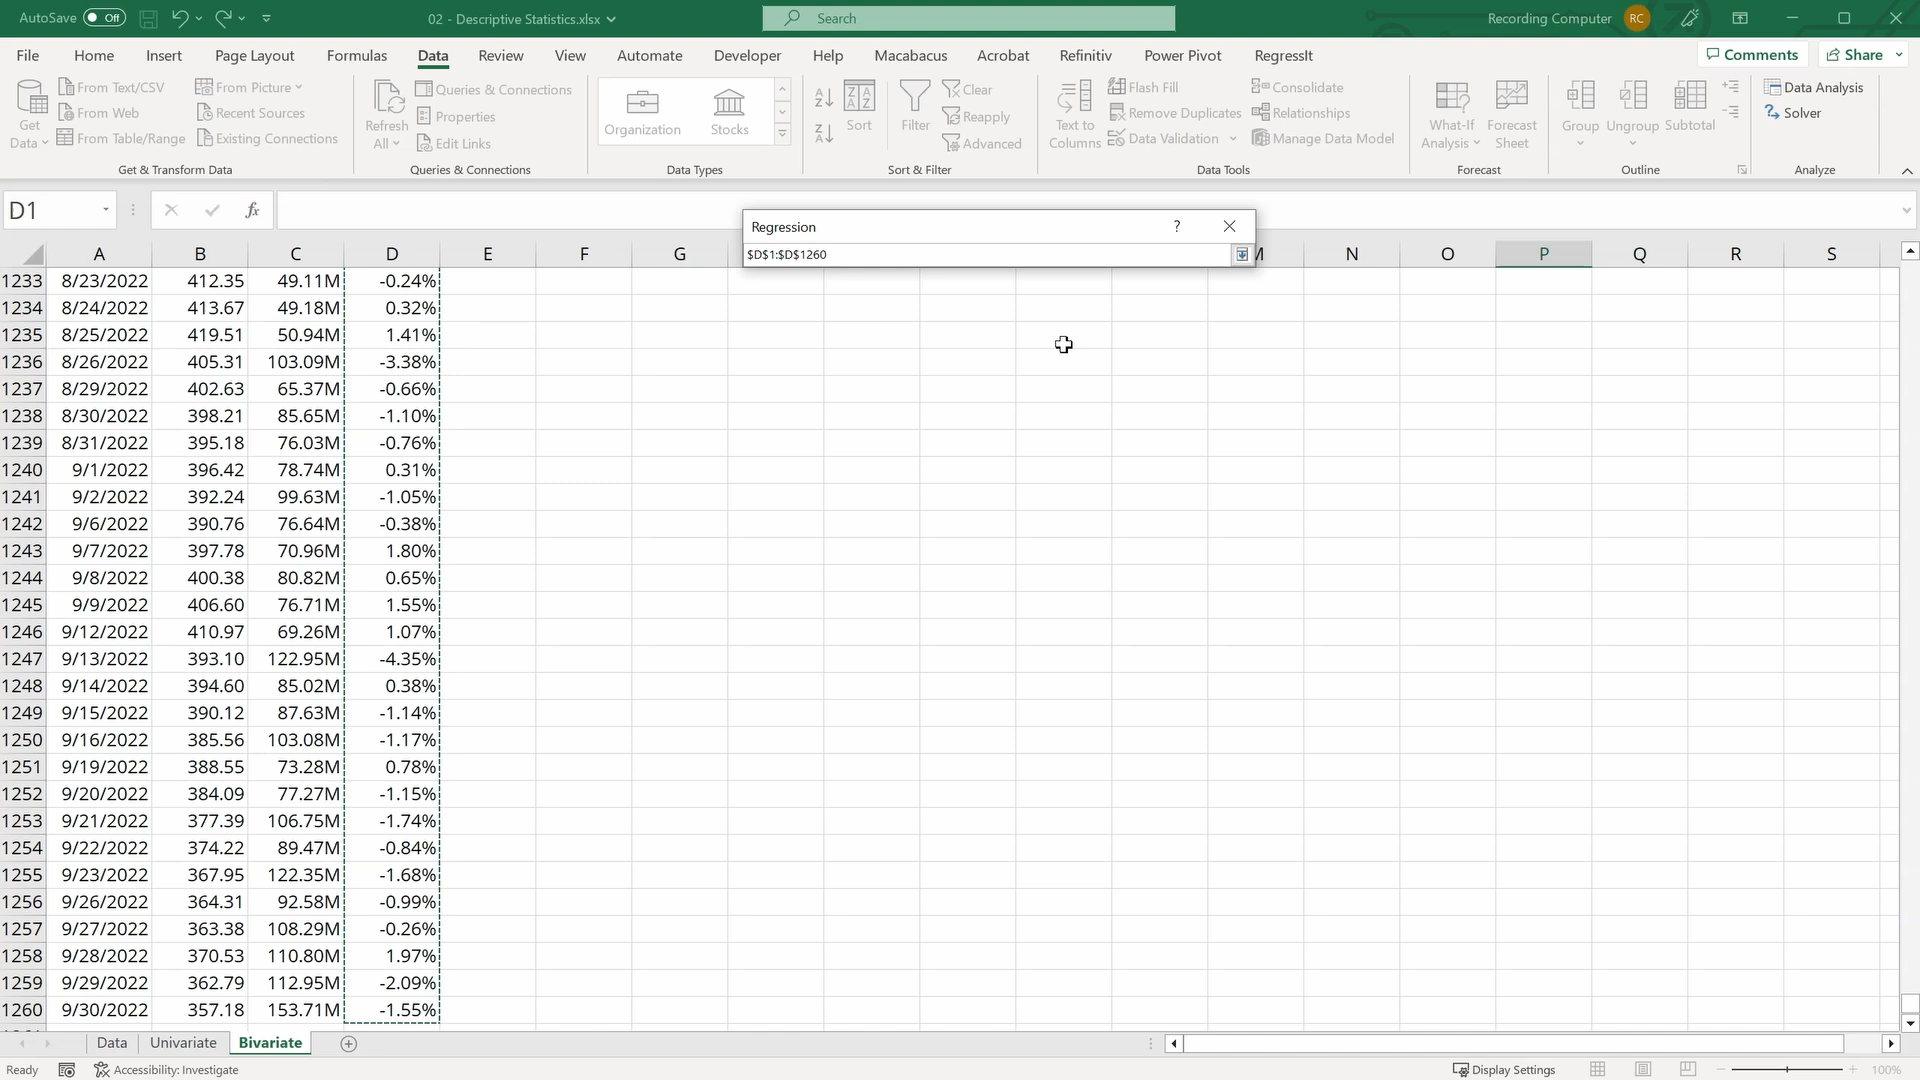 AutoSave Off 02 - Descriptive Statistics.xlsx Search Recording Computer RC
File Home Insert Page Layout Formulas Data Review View Automate Developer Help Macabacus Acrobat Refinitiv Power Pivot RegressIt Comments Share
Get Data
From Text/CSV
From Web
From Table/Range
From Picture
Recent Sources
Existing Connections
Get & Transform Data
Refresh All
Queries & Connections
Properties
Edit Links
Queries & Connections
Organization
Stocks
Data Types
Sort
Filter
Clear
Reapply
Advanced
Sort & Filter
Text to Columns
Flash Fill
Remove Duplicates
Data Validation
Consolidate
Relationships
Manage Data Model
Data Tools
What-If Analysis
Forecast Sheet
Forecast
Group
Ungroup
Subtotal
Outline
Data Analysis
Solver
Analyze
D1 fx
Regression ?
$D$1:$D$1260
A B C D E F G M N O P Q R S
1233 8/23/2022 412.35 49.11M -0.24%
1234 8/24/2022 413.67 49.18M 0.32%
1235 8/25/2022 419.51 50.94M 1.41%
1236 8/26/2022 405.31 103.09M -3.38%
1237 8/29/2022 402.63 65.37M -0.66%
1238 8/30/2022 398.21 85.65M -1.10%
1239 8/31/2022 395.18 76.03M -0.76%
1240 9/1/2022 396.42 78.74M 0.31%
1241 9/2/2022 392.24 99.63M -1.05%
1242 9/6/2022 390.76 76.64M -0.38%
1243 9/7/2022 397.78 70.96M 1.80%
1244 9/8/2022 400.38 80.82M 0.65%
1245 9/9/2022 406.60 76.71M 1.55%
1246 9/12/2022 410.97 69.26M 1.07%
1247 9/13/2022 393.10 122.95M -4.35%
1248 9/14/2022 394.60 85.02M 0.38%
1249 9/15/2022 390.12 87.63M -1.14%
1250 9/16/2022 385.56 103.08M -1.17%
1251 9/19/2022 388.55 73.28M 0.78%
1252 9/20/2022 384.09 77.27M -1.15%
1253 9/21/2022 377.39 106.75M -1.74%
1254 9/22/2022 374.22 89.47M -0.84%
1255 9/23/2022 367.95 122.35M -1.68%
1256 9/26/2022 364.31 92.58M -0.99%
1257 9/27/2022 363.38 108.29M -0.26%
1258 9/28/2022 370.53 110.80M 1.97%
1259 9/29/2022 362.79 112.95M -2.09%
1260 9/30/2022 357.18 153.71M -1.55%
Data Univariate Bivariate
Ready Accessibility: Investigate Display Settings 100%